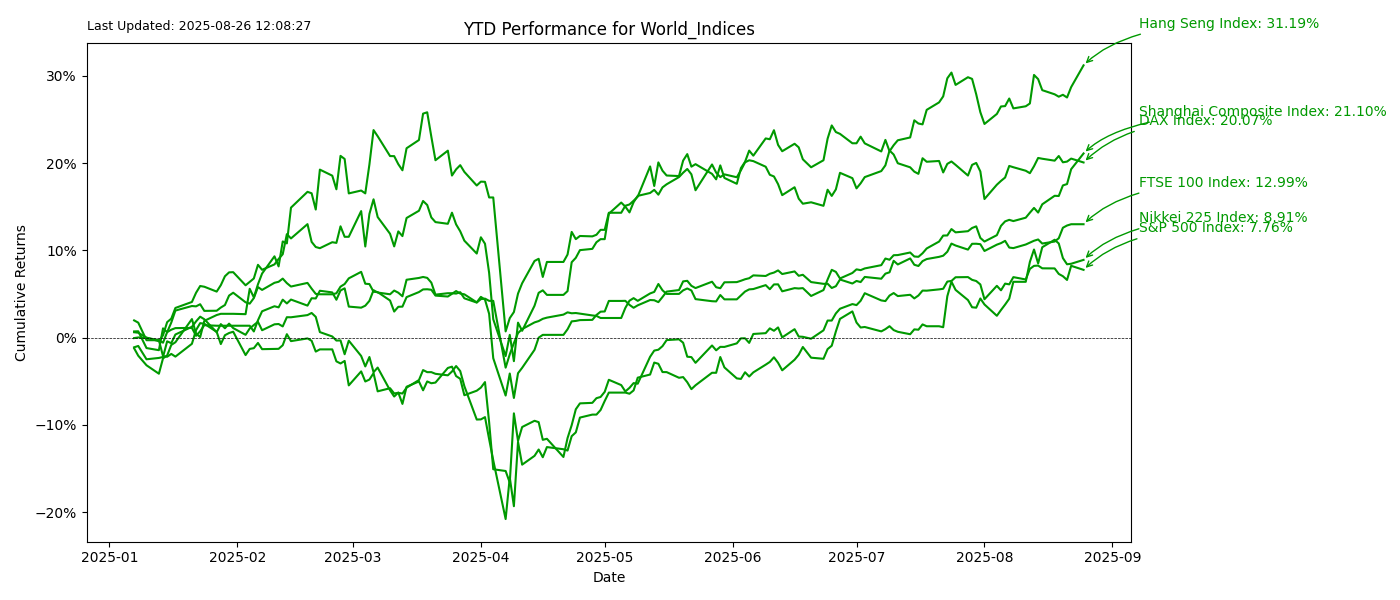 Last Updated: 2025-08-26 12:08:27
YTD Performance for World_Indices
Hang Seng Index: 31.19%
Shanghai Composite Index: 21.10%
DAX Index: 20.07%
FTSE 100 Index: 12.99%
Nikkei 225 Index: 8.91%
S&P 500 Index: 7.76%
Cumulative Returns
30%
20%
10%
0%
−10%
−20%
2025-01
2025-02
2025-03
2025-04
2025-05
2025-06
2025-07
2025-08
2025-09
Date